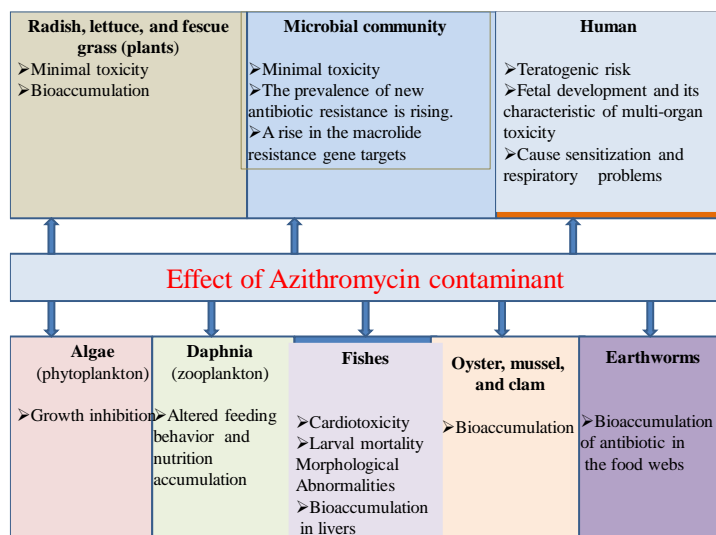 Radish, lettuce, and fescue
grass (plants)
➢Minimal toxicity
➢Bioaccumulation
Microbial community
➢Minimal toxicity
➢The prevalence of new
antibiotic resistance is rising.
➢A rise in the macrolide
resistance gene targets
Human
➢Teratogenic risk
➢Fetal development and its
characteristic of multi-organ
toxicity
➢Cause sensitization and
respiratory problems
Effect of Azithromycin contaminant
Algae
(phytoplankton)
➢Growth inhibition
Daphnia
(zooplankton)
➢Altered feeding
behavior and
nutrition
accumulation
Fishes
➢Cardiotoxicity
➢Larval mortality
Morphological
Abnormalities
➢Bioaccumulation
in livers
Oyster, mussel,
and clam
➢Bioaccumulation
Earthworms
➢Bioaccumulation
of antibiotic in
the food webs